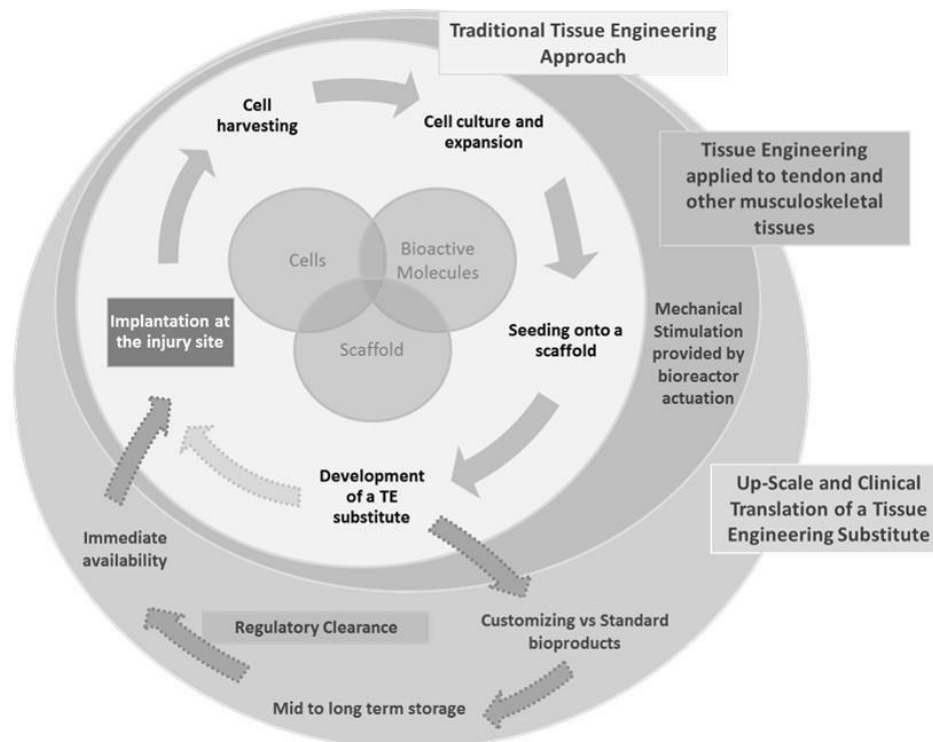 Traditional Tissue Engineering
Approach
Cell
harvesting
Cell culture and
expansion
Tissue Engineering
applied to tendon and
other musculoskeletal
tissues
Cells
Bioactive
Molecules
Scaffold
Implantation at
the injury site
Seeding onto a
scaffold
Mechanical
Stimulation
provided by
bioreactor
actuation
Development
of a TE
substitute
Up-Scale and Clinical
Translation of a Tissue
Engineering Substitute
Immediate
availability
Regulatory Clearance
Customizing vs Standard
bioproducts
Mid to long term storage